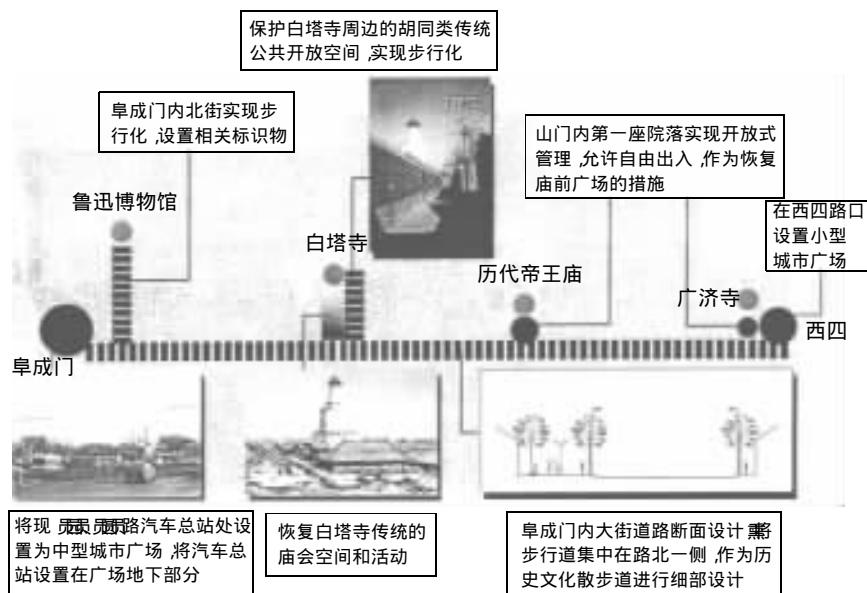 保护白塔寺周边的胡同类传统
公共开放空间,实现步行化
阜成门内北街实现步
行化,设置相关标识物
山门内第一座院落实现开放式
管理,允许自由出入,作为恢复
庙前广场的措施
在西四路口
设置小型
城市广场
鲁迅博物馆
白塔寺
历代帝王庙
广济寺
西四
阜成门
将现 路汽车总站处设
置为中型城市广场,将汽车总
站设置在广场地下部分
恢复白塔寺传统的
庙会空间和活动
阜成门内大街道路断面设计 将
步行道集中在路北一侧,作为历
史文化散步道进行细部设计